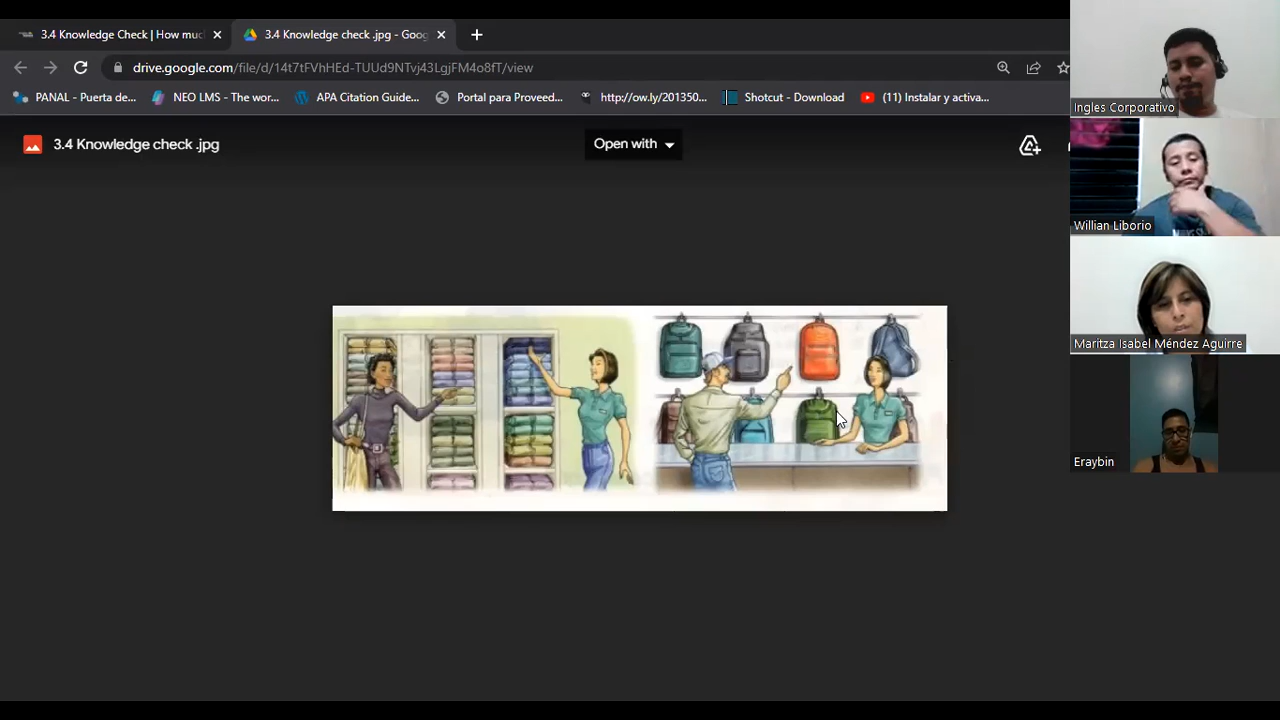 3.4 Knowledge Check | How muc
3.4 Knowledge check .jpg - Goog
drive.google.com/file/d/14t7tFVhHEd-TUUd9NTvj43LgjFM4o8fT/view
PANAL - Puerta de...
NEO LMS - The wor...
APA Citation Guide...
Portal para Proveed...
http://ow.ly/201350...
Shotcut - Download
(11) Instalar y activa...
3.4 Knowledge check .jpg
Open with
Ingles Corporativo
Willian Liborio
Maritza Isabel Méndez Aguirre
Eraybin